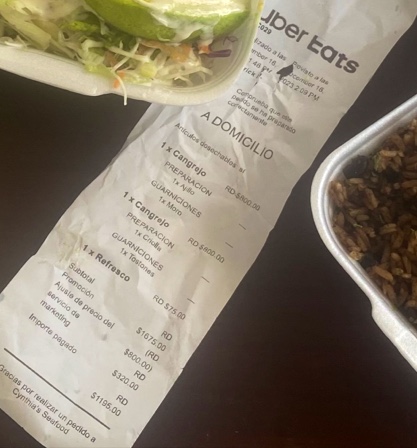 Uber Eats
A DOMICILIO
1 x Cangrejo RD $800.00
PREPARACION
1x Ajillo —
GUARNICIONES
1x Moro —
1 x Cangrejo RD $800.00
PREPARACION
1x Criolla —
GUARNICIONES
1x Tostones —
1 x Refresco RD $75.00
Subtotal RD $1675.00
Promoción (RD $800.00)
Ajuste de precio del servicio de marketing RD $320.00
Importe pagado RD $1195.00
Gracias por realizar un pedido a
Cynthia's Seafood